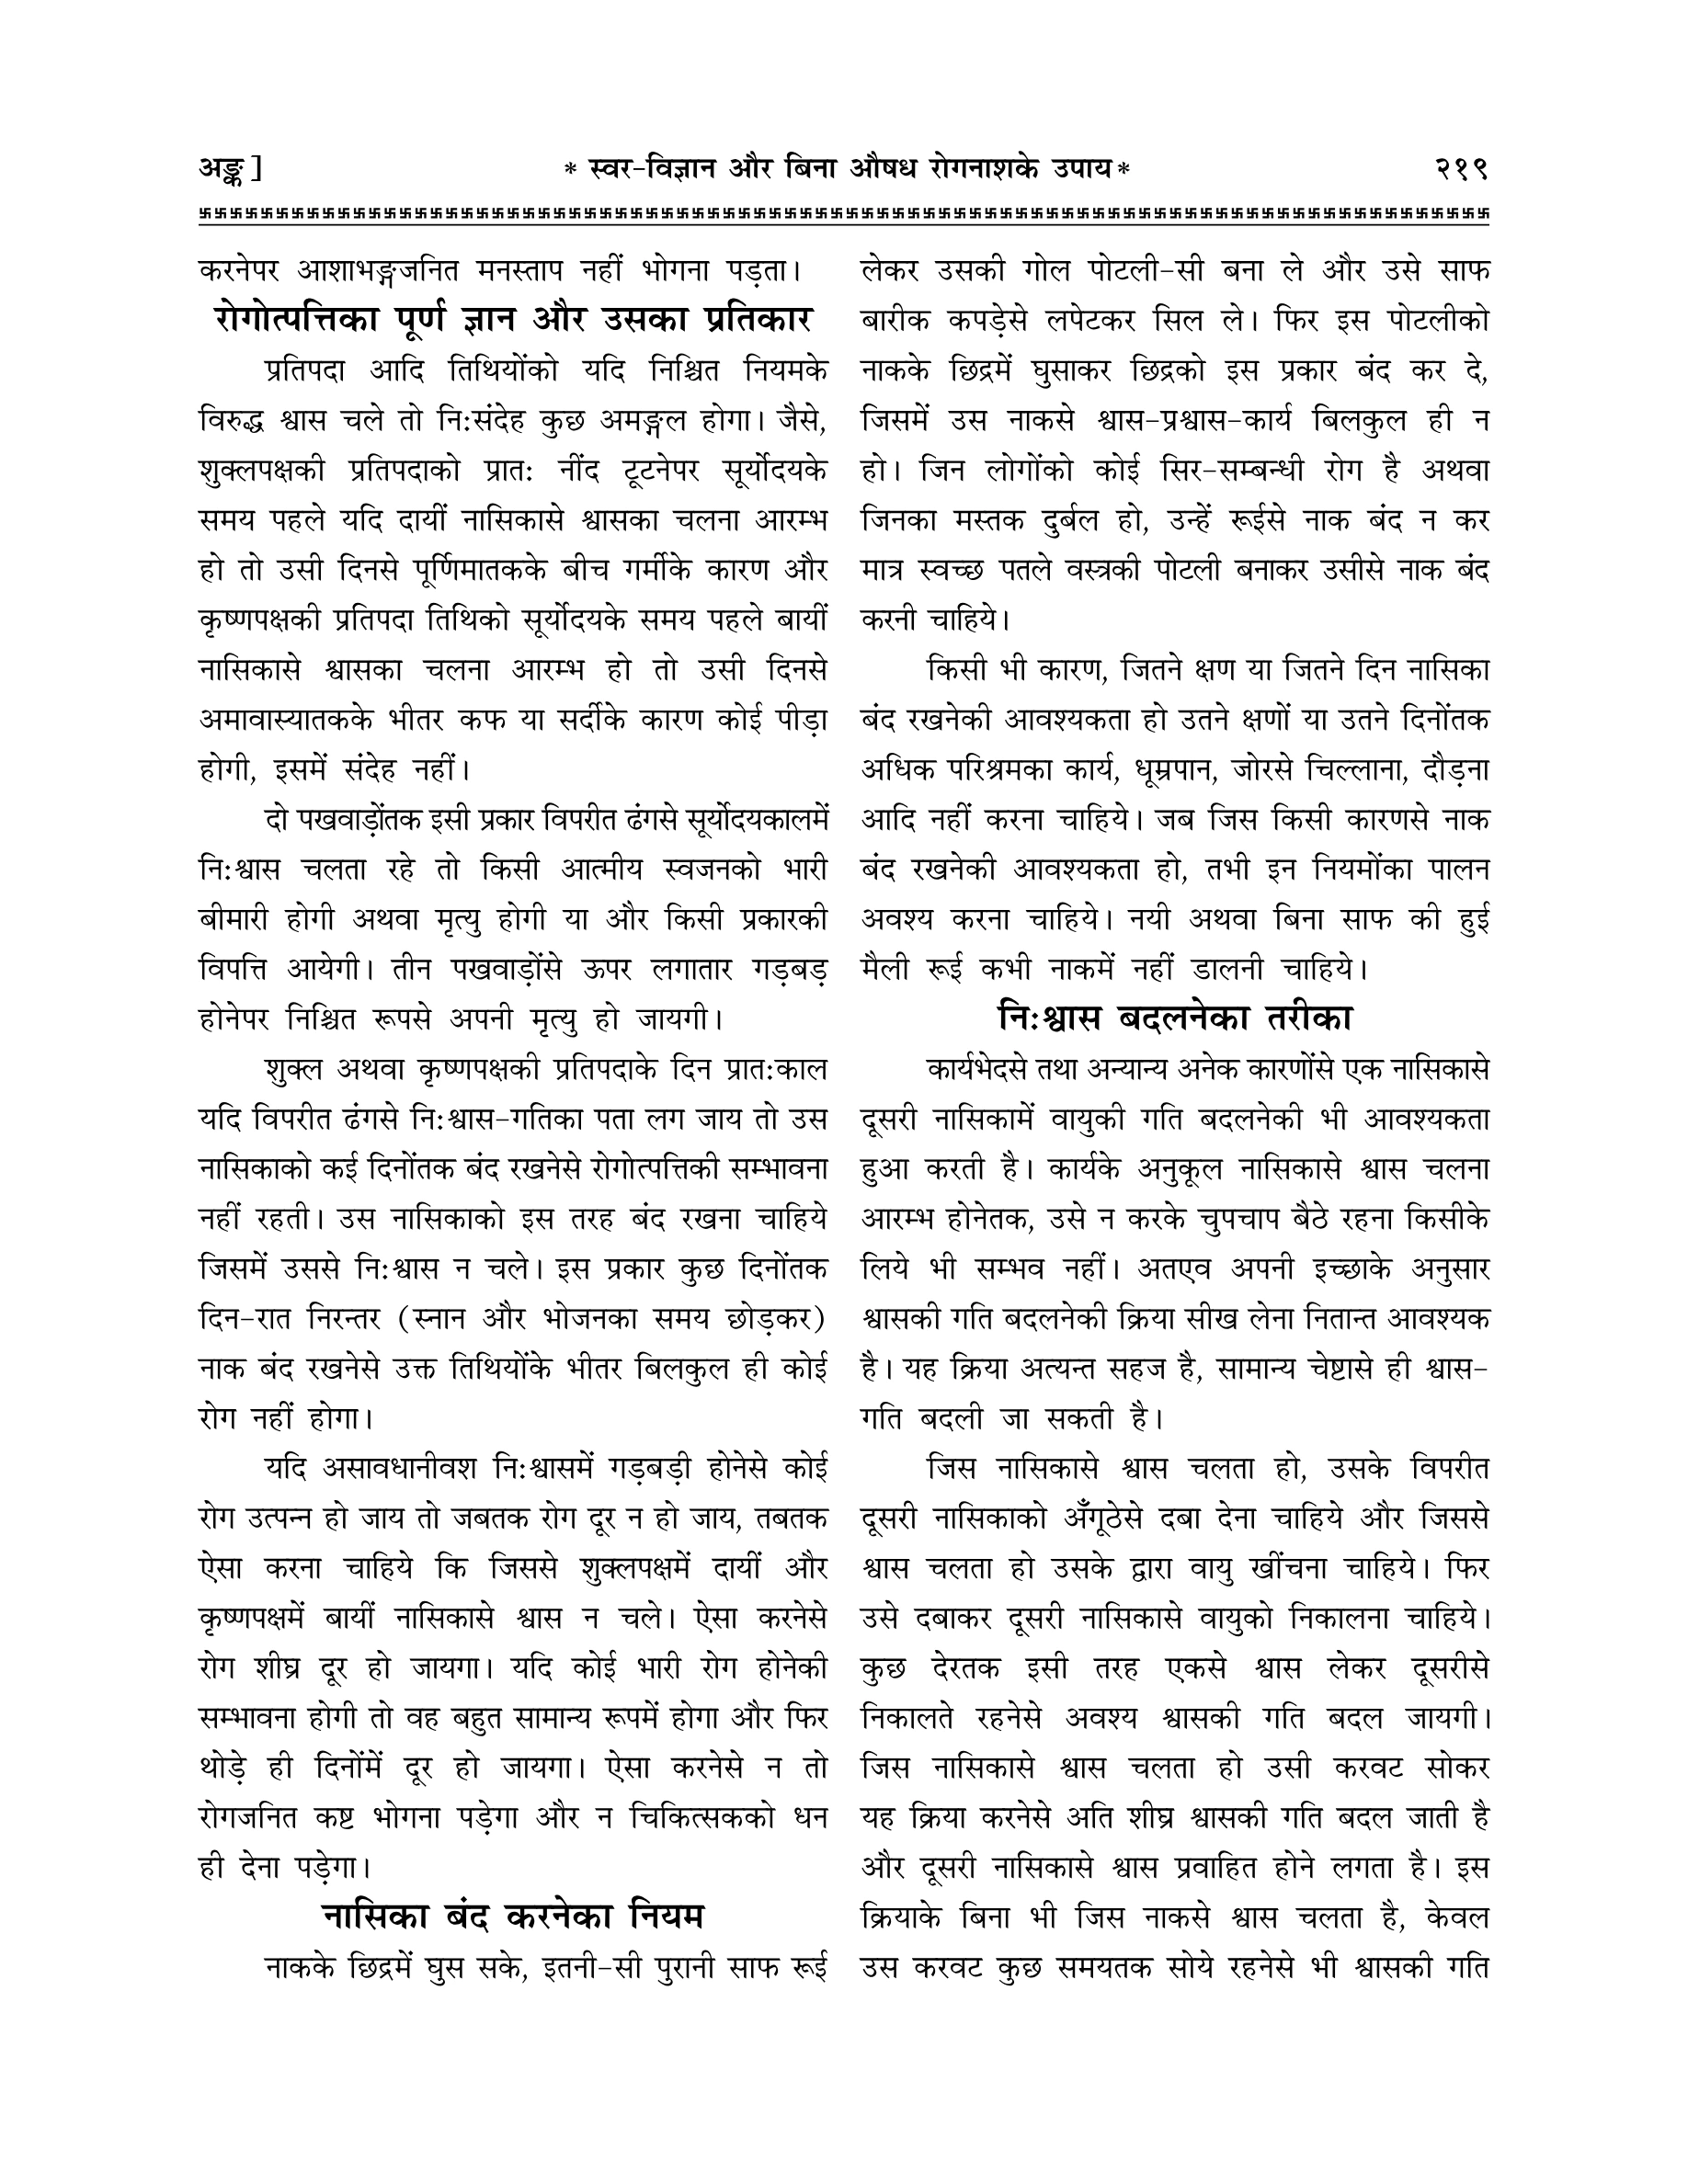 अङ्क ]
* स्वर-विज्ञान और बिना औषध रोगनाशके उपाय*
२१९
करनेपर आशाभङ्गजनित मनस्ताप नहीं भोगना पड़ता।
रोगोत्पत्तिका पूर्ण ज्ञान और उसका प्रतिकार
प्रतिपदा आदि तिथियोंको यदि निश्चित नियमके
विरुद्ध श्वास चले तो नि:संदेह कुछ अमङ्गल होगा। जैसे,
शुक्लपक्षकी प्रतिपदाको प्रात: नींद टूटनेपर सूर्योदयके
समय पहले यदि दायीं नासिकासे श्वासका चलना आरम्भ
हो तो उसी दिनसे पूर्णिमातकके बीच गर्मीके कारण और
कृष्णपक्षकी प्रतिपदा तिथिको सूर्योदयके समय पहले बायीं
नासिकासे श्वासका चलना आरम्भ हो तो उसी दिनसे
अमावास्यातकके भीतर कफ या सर्दीके कारण कोई पीड़ा
होगी, इसमें संदेह नहीं।
दो पखवाड़ोंतक इसी प्रकार विपरीत ढंगसे सूर्योदयकालमें
नि:श्वास चलता रहे तो किसी आत्मीय स्वजनको भारी
बीमारी होगी अथवा मृत्यु होगी या और किसी प्रकारकी
विपत्ति आयेगी। तीन पखवाड़ोंसे ऊपर लगातार गड़बड़
होनेपर निश्चित रूपसे अपनी मृत्यु हो जायगी।
शुक्ल अथवा कृष्णपक्षकी प्रतिपदाके दिन प्रात:काल
यदि विपरीत ढंगसे नि:श्वास-गतिका पता लग जाय तो उस
नासिकाको कई दिनोंतक बंद रखनेसे रोगोत्पत्तिकी सम्भावना
नहीं रहती। उस नासिकाको इस तरह बंद रखना चाहिये
जिसमें उससे नि:श्वास न चले। इस प्रकार कुछ दिनोंतक
दिन-रात निरन्तर (स्नान और भोजनका समय छोड़कर)
नाक बंद रखनेसे उक्त तिथियोंके भीतर बिलकुल ही कोई
रोग नहीं होगा।
यदि असावधानीवश नि:श्वासमें गड़बड़ी होनेसे कोई
रोग उत्पन्न हो जाय तो जबतक रोग दूर न हो जाय, तबतक
ऐसा करना चाहिये कि जिससे शुक्लपक्षमें दायीं और
कृष्णपक्षमें बायीं नासिकासे श्वास न चले। ऐसा करनेसे
रोग शीघ्र दूर हो जायगा। यदि कोई भारी रोग होनेकी
सम्भावना होगी तो वह बहुत सामान्य रूपमें होगा और फिर
थोड़े ही दिनोंमें दूर हो जायगा। ऐसा करनेसे न तो
रोगजनित कष्ट भोगना पड़ेगा और न चिकित्सकको धन
ही देना पड़ेगा।
नासिका बंद करनेका नियम
नाकके छिद्रमें घुस सके, इतनी-सी पुरानी साफ रूई
लेकर उसकी गोल पोटली-सी बना ले और उसे साफ
बारीक कपड़ेसे लपेटकर सिल ले। फिर इस पोटलीको
नाकके छिद्रमें घुसाकर छिद्रको इस प्रकार बंद कर दे,
जिसमें उस नाकसे श्वास-प्रश्वास-कार्य बिलकुल ही न
हो। जिन लोगोंको कोई सिर-सम्बन्धी रोग है अथवा
जिनका मस्तक दुर्बल हो, उन्हें रूईसे नाक बंद न कर
मात्र स्वच्छ पतले वस्त्रकी पोटली बनाकर उसीसे नाक बंद
करनी चाहिये।
किसी भी कारण, जितने क्षण या जितने दिन नासिका
बंद रखनेकी आवश्यकता हो उतने क्षणों या उतने दिनोंतक
अधिक परिश्रमका कार्य, धूम्रपान, जोरसे चिल्लाना, दौड़ना
आदि नहीं करना चाहिये। जब जिस किसी कारणसे नाक
बंद रखनेकी आवश्यकता हो, तभी इन नियमोंका पालन
अवश्य करना चाहिये। नयी अथवा बिना साफ की हुई
मैली रूई कभी नाकमें नहीं डालनी चाहिये।
नि:श्वास बदलनेका तरीका
कार्यभेदसे तथा अन्यान्य अनेक कारणोंसे एक नासिकासे
दूसरी नासिकामें वायुकी गति बदलनेकी भी आवश्यकता
हुआ करती है। कार्यके अनुकूल नासिकासे श्वास चलना
आरम्भ होनेतक, उसे न करके चुपचाप बैठे रहना किसीके
लिये भी सम्भव नहीं। अतएव अपनी इच्छाके अनुसार
श्वासकी गति बदलनेकी क्रिया सीख लेना नितान्त आवश्यक
है। यह क्रिया अत्यन्त सहज है, सामान्य चेष्टासे ही श्वास-
गति बदली जा सकती है।
जिस नासिकासे श्वास चलता हो, उसके विपरीत
दूसरी नासिकाको अँगूठेसे दबा देना चाहिये और जिससे
श्वास चलता हो उसके द्वारा वायु खींचना चाहिये। फिर
उसे दबाकर दूसरी नासिकासे वायुको निकालना चाहिये।
कुछ देरतक इसी तरह एकसे श्वास लेकर दूसरीसे
निकालते रहनेसे अवश्य श्वासकी गति बदल जायगी।
जिस नासिकासे श्वास चलता हो उसी करवट सोकर
यह क्रिया करनेसे अति शीघ्र श्वासकी गति बदल जाती है
और दूसरी नासिकासे श्वास प्रवाहित होने लगता है। इस
क्रियाके बिना भी जिस नाकसे श्वास चलता है, केवल
उस करवट कुछ समयतक सोये रहनेसे भी श्वासकी गति